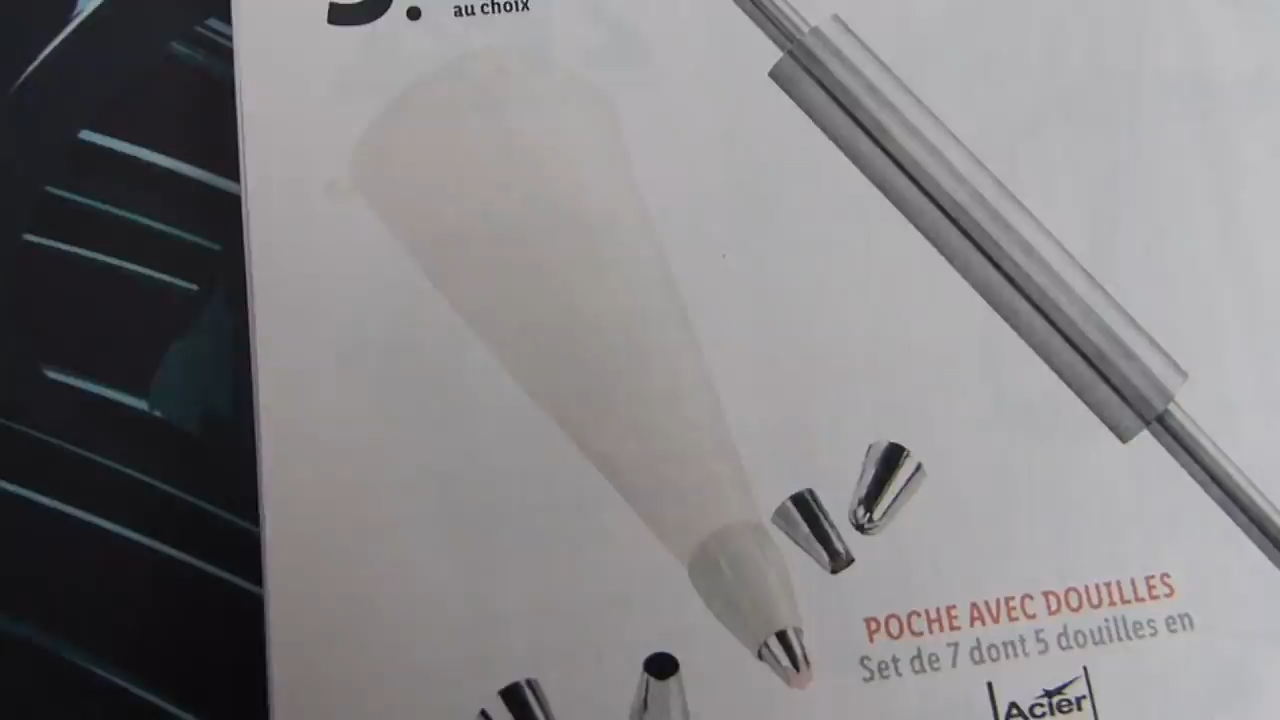 au choix
POCHE AVEC DOUILLES
Set de 7 dont 5 douilles en
Acier